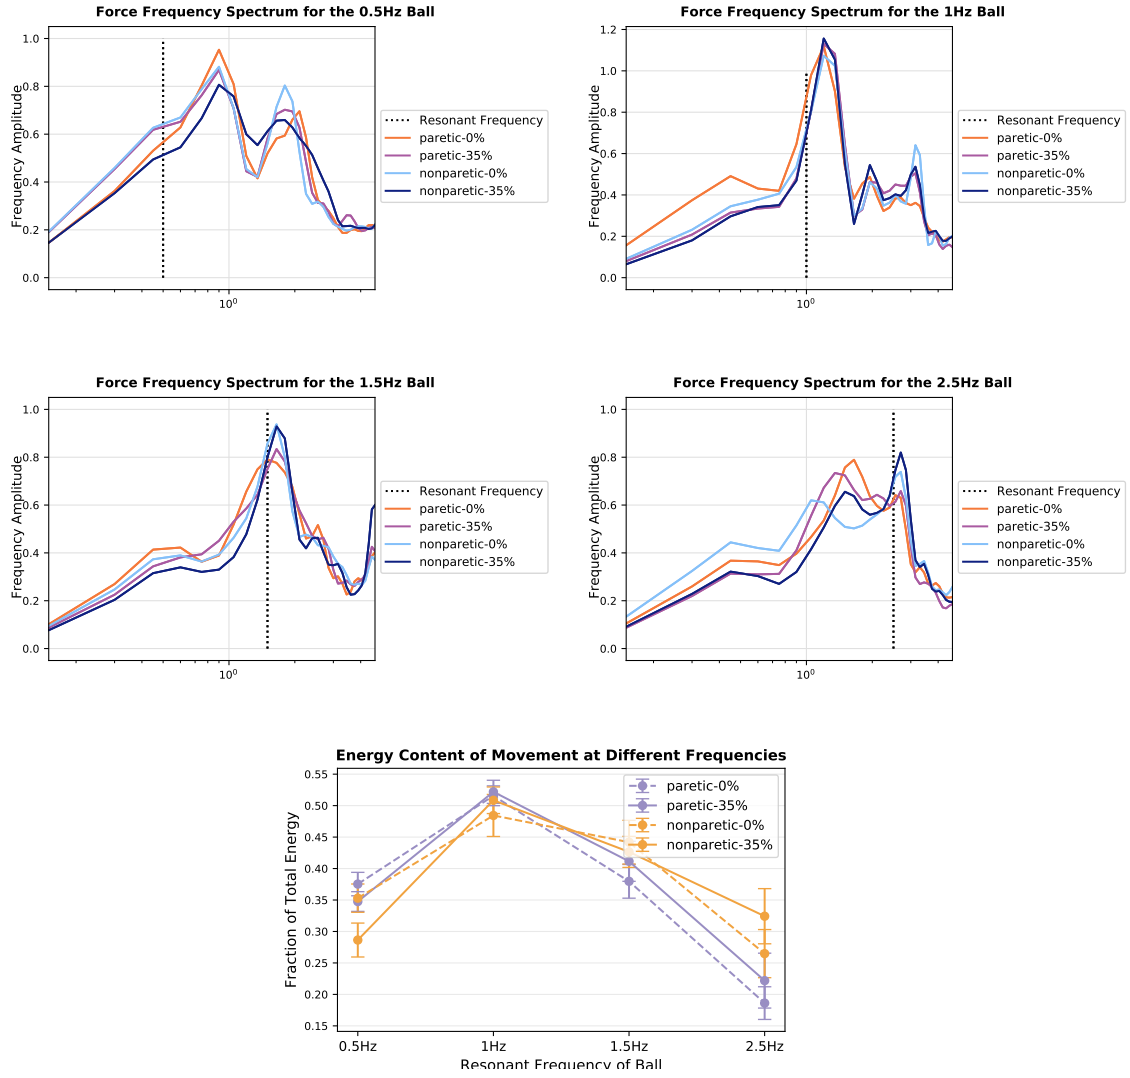 Force Frequency Spectrum for the 0.5Hz Ball
Frequency Amplitude
1.0
0.8
0.6
0.4
0.2
0.0
10⁰
Resonant Frequency
paretic-0%
paretic-35%
nonparetic-0%
nonparetic-35%
Force Frequency Spectrum for the 1Hz Ball
Frequency Amplitude
1.2
1.0
0.8
0.6
0.4
0.2
0.0
10⁰
Resonant Frequency
paretic-0%
paretic-35%
nonparetic-0%
nonparetic-35%
Force Frequency Spectrum for the 1.5Hz Ball
Frequency Amplitude
1.0
0.8
0.6
0.4
0.2
0.0
10⁰
Resonant Frequency
paretic-0%
paretic-35%
nonparetic-0%
nonparetic-35%
Force Frequency Spectrum for the 2.5Hz Ball
Frequency Amplitude
1.0
0.8
0.6
0.4
0.2
0.0
10⁰
Resonant Frequency
paretic-0%
paretic-35%
nonparetic-0%
nonparetic-35%
Energy Content of Movement at Different Frequencies
Fraction of Total Energy
0.55
0.50
0.45
0.40
0.35
0.30
0.25
0.20
0.15
paretic-0%
paretic-35%
nonparetic-0%
nonparetic-35%
0.5Hz 1Hz 1.5Hz 2.5Hz
Resonant Frequency of Ball